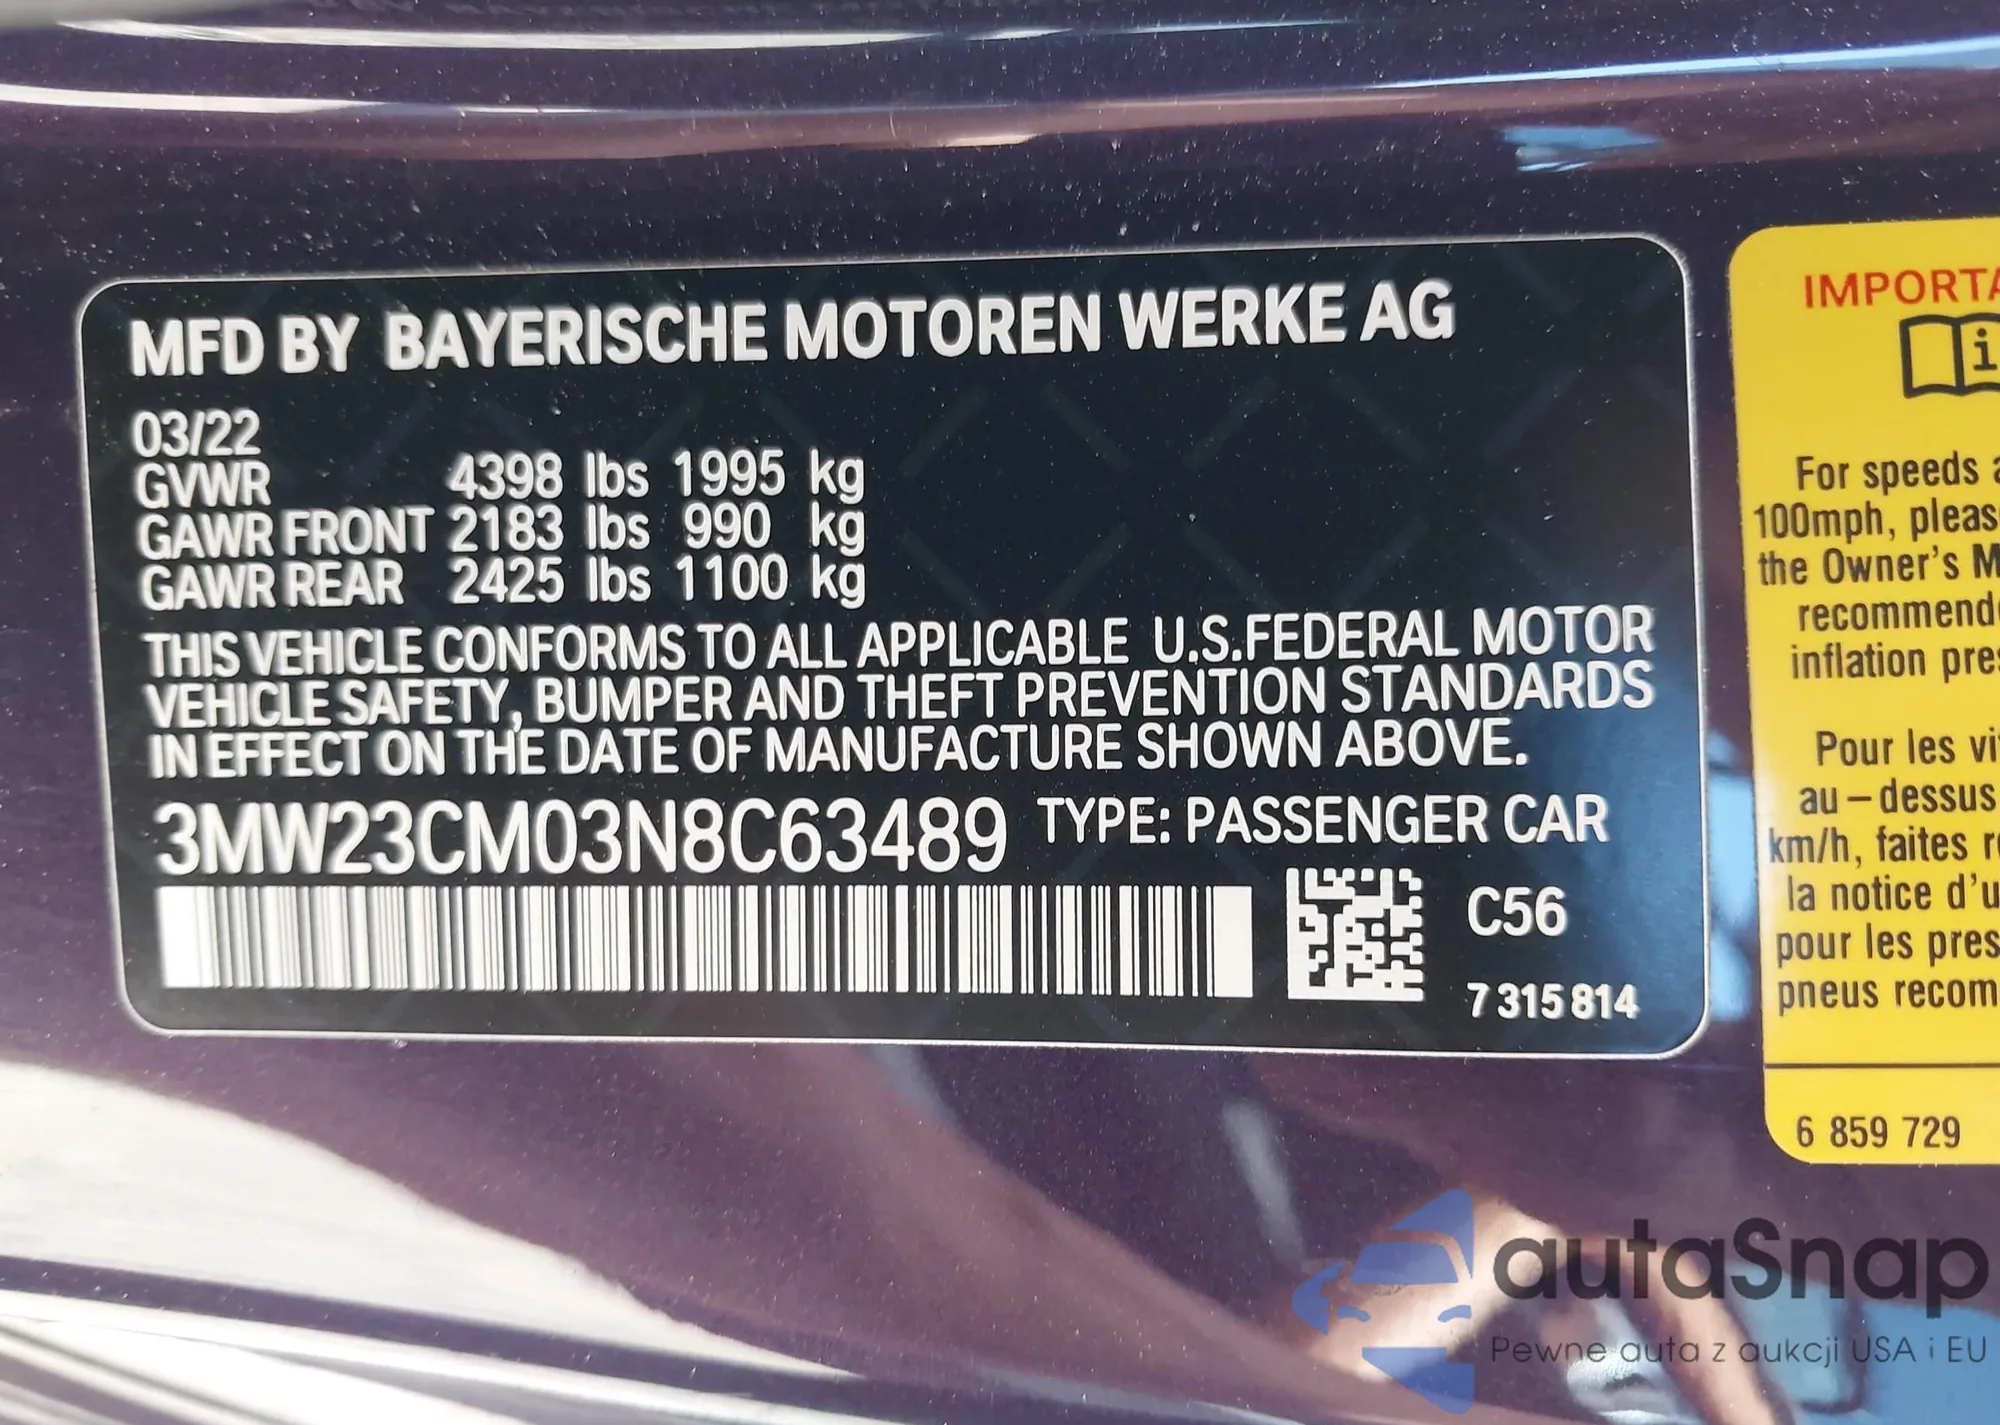 MFD BY BAYERISCHE MOTOREN WERKE AG
03/22
GVWR 4398 lbs 1995 kg
GAWR FRONT 2183 lbs 990 kg
GAWR REAR 2425 lbs 1100 kg
THIS VEHICLE CONFORMS TO ALL APPLICABLE U.S.FEDERAL MOTOR
VEHICLE SAFETY, BUMPER AND THEFT PREVENTION STANDARDS
IN EFFECT ON THE DATE OF MANUFACTURE SHOWN ABOVE.
3MW23CM03N8C63489 TYPE: PASSENGER CAR
C56
7 315 814
IMPORTA
For speeds a
100mph, pleas
the Owner's M
recommend
inflation pres
Pour les vi
au-dessus
km/h, faites r
la notice d'u
pour les pres
pneus recom
6 859 729
autaSnap
Pewne auta z aukcji USA i EU